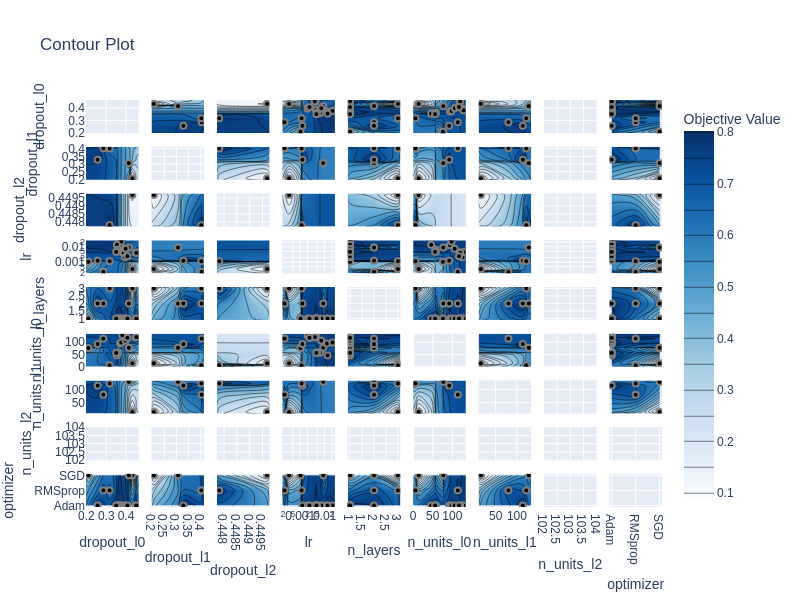 Contour Plot
Objective Value
0.8
0.7
0.6
0.5
0.4
0.3
0.2
0.1
dropout_l0
0.4
0.3
0.2
dropout_l1
0.4
0.35
0.3
0.25
0.2
dropout_l2
0.4495
0.449
0.4485
0.448
lr
0.01
0.001
n_layers
3
2.5
2
1.5
1
n_units_l0
100
50
0
n_units_l1
100
50
n_units_l2
104
103.5
103
102.5
102
optimizer
SGD
RMSprop
Adam
0.2 0.3 0.4
dropout_l0
0.2 0.25 0.3 0.35 0.4
dropout_l1
0.448 0.4485 0.449 0.4495
dropout_l2
lr
1 1.5 2 2.5 3
n_layers
0 50 100
n_units_l0
50 100
n_units_l1
102 102.5 103 103.5 104
n_units_l2
Adam RMSprop SGD
optimizer